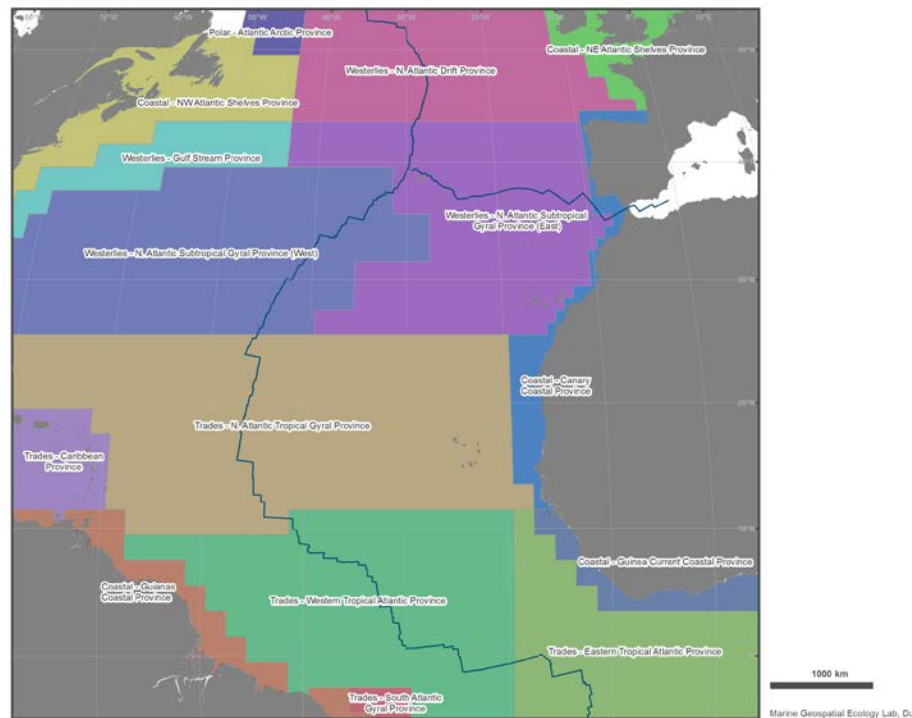 Polar - Atlantic Arctic Province
Coastal - NE Atlantic Shelves Province
Westerlies - N. Atlantic Drift Province
Coastal - NW Atlantic Shelves Province
Westerlies - Gulf Stream Province
Westerlies - N. Atlantic Subtropical
Gyral Province (East)
Westerlies - N. Atlantic Subtropical Gyral Province (West)
Coastal - Canary
Coastal Province
Trades - N. Atlantic Tropical Gyral Province
Trades - Caribbean
Province
Coastal - Guinea Current Coastal Province
Coastal - Guianas
Coastal Province
Trades - Western Tropical Atlantic Province
Trades - Eastern Tropical Atlantic Province
Trades - South Atlantic
Gyral Province
1000 km
Marine Geospatial Ecology Lab, Du